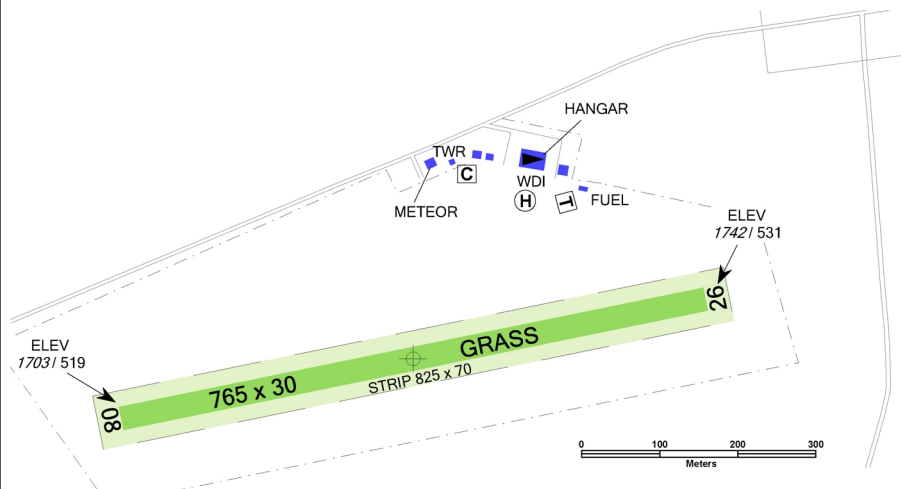 HANGAR
TWR
C
WDI
METEOR
H
T
FUEL
ELEV
1742/ 531
26
GRASS
ELEV
1703/ 519
08
765 x 30
STRIP 825 x 70
0 100 200 300
Meters